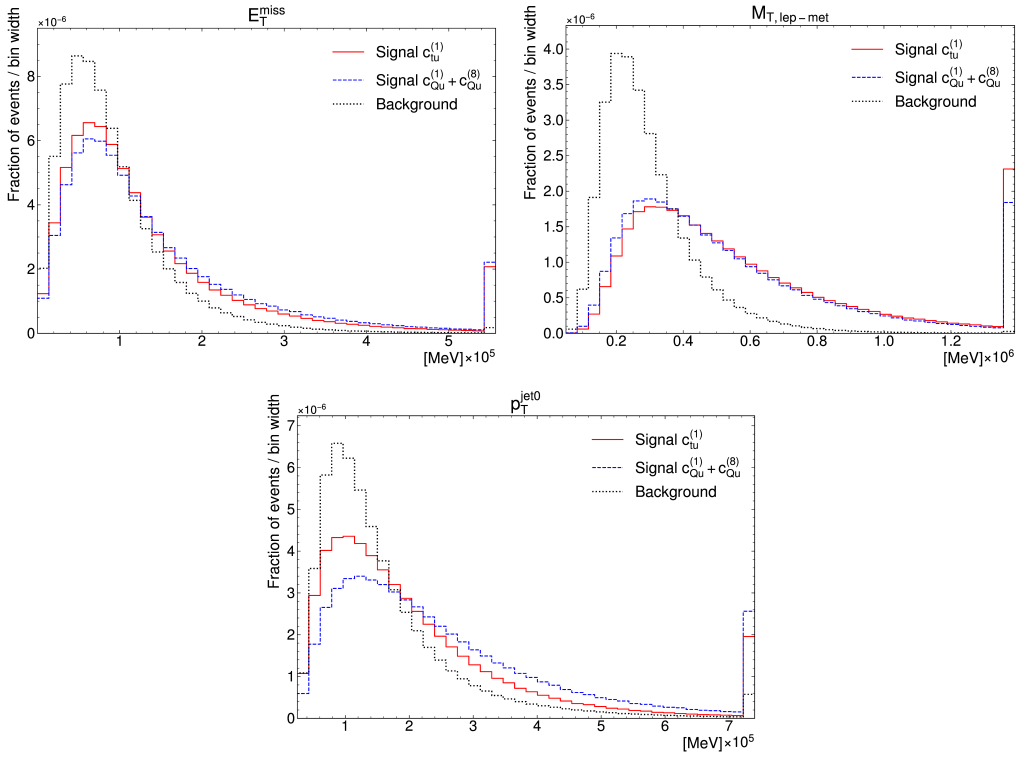 E_T^miss
×10^-6
Fraction of events / bin width
8
6
4
2
0
Signal c_tu^(1)
Signal c_Qu^(1) + c_Qu^(8)
Background
1 2 3 4 5
[MeV]×10^5
M_T, lep − met
×10^-6
Fraction of events / bin width
4.0
3.5
3.0
2.5
2.0
1.5
1.0
0.5
0.0
Signal c_tu^(1)
Signal c_Qu^(1) + c_Qu^(8)
Background
0.2 0.4 0.6 0.8 1.0 1.2
[MeV]×10^6
p_T^jet0
×10^-6
Fraction of events / bin width
7
6
5
4
3
2
1
0
Signal c_tu^(1)
Signal c_Qu^(1) + c_Qu^(8)
Background
1 2 3 4 5 6 7
[MeV]×10^5